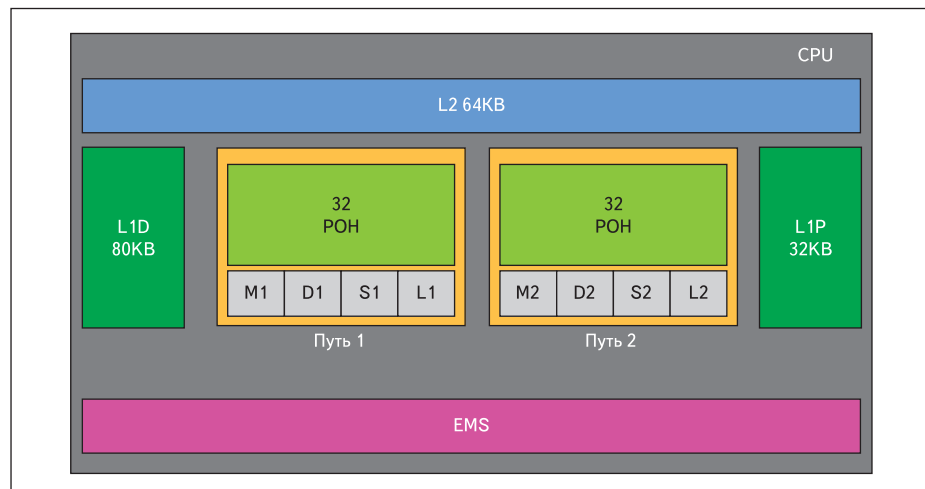 CPU
L2 64KB
L1D
80KB
32
РОН
M1 D1 S1 L1
Путь 1
32
РОН
M2 D2 S2 L2
Путь 2
L1P
32KB
EMS